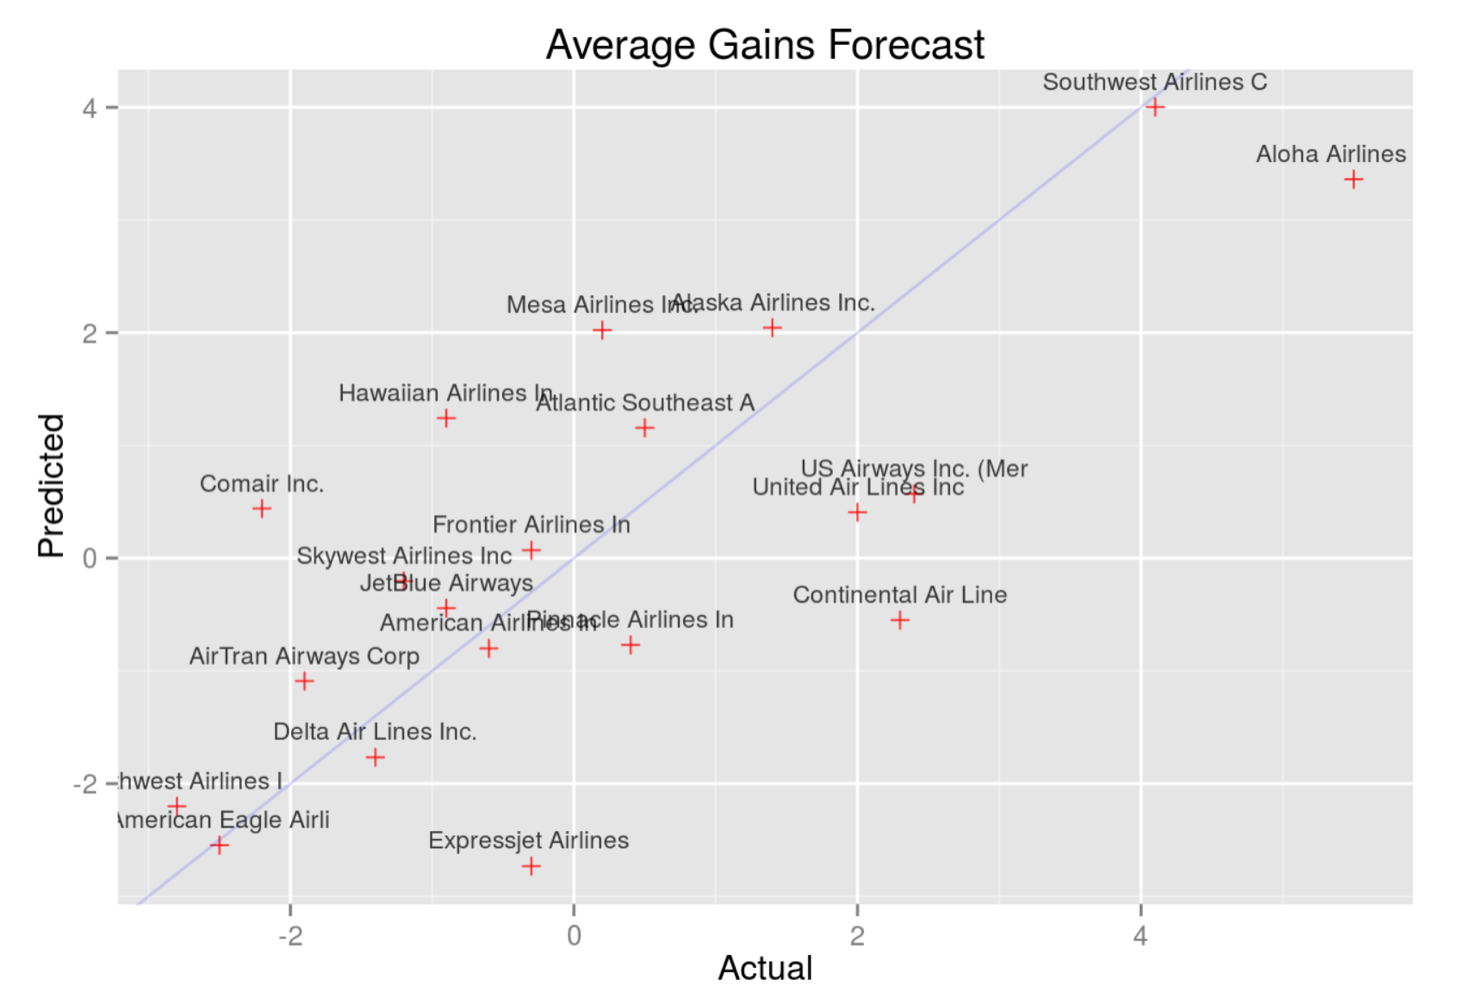 Average Gains Forecast
Southwest Airlines C
4
Aloha Airlines
Mesa Airlines Inc.
Alaska Airlines Inc.
2
Hawaiian Airlines In
Atlantic Southeast A
US Airways Inc. (Mer
Comair Inc.
United Air Lines Inc
Frontier Airlines In
0
Skywest Airlines Inc
JetBlue Airways
Continental Air Line
American Airlines In
Pinnacle Airlines In
AirTran Airways Corp
Delta Air Lines Inc.
-2
hwest Airlines I
American Eagle Airli
Expressjet Airlines
-2
0
2
4
Actual
Predicted